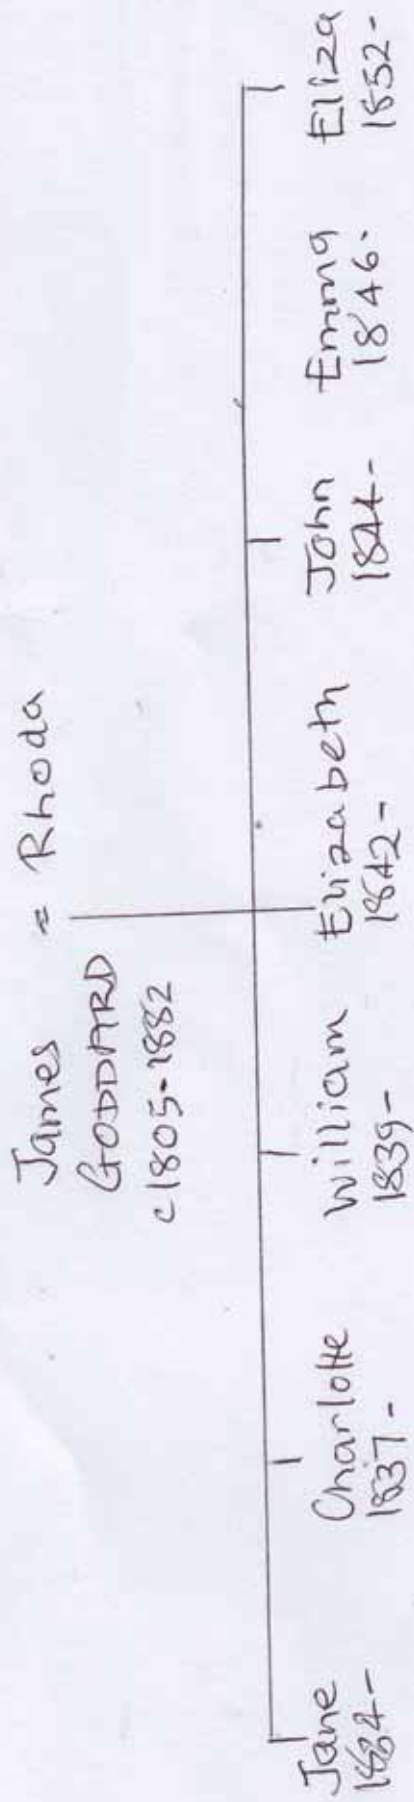 James = Rhoda
GODDARD
c1805-1882
Jane
1834-
Charlotte
1837-
William
1839-
Elizabeth
1842-
John
1844-
Emma
1846-
Eliza
1852-